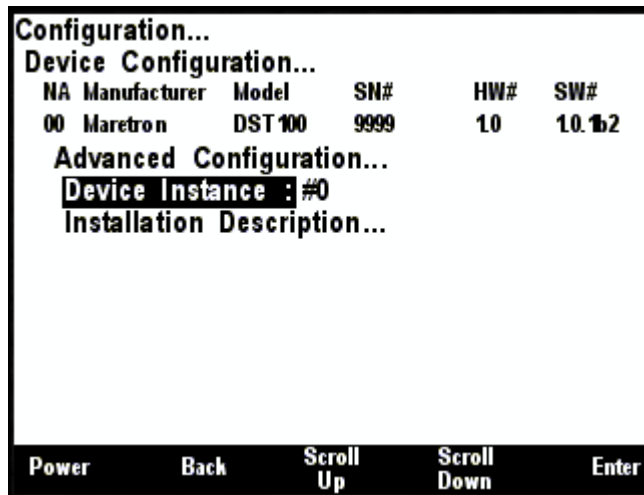 Configuration...
Device Configuration...
NA Manufacturer Model SN# HW# SW#
00 Maretron DST100 9999 1.0 1.0.1b2
Advanced Configuration...
Device Instance : #0
Installation Description...
Power Back Scroll Up Scroll Down Enter